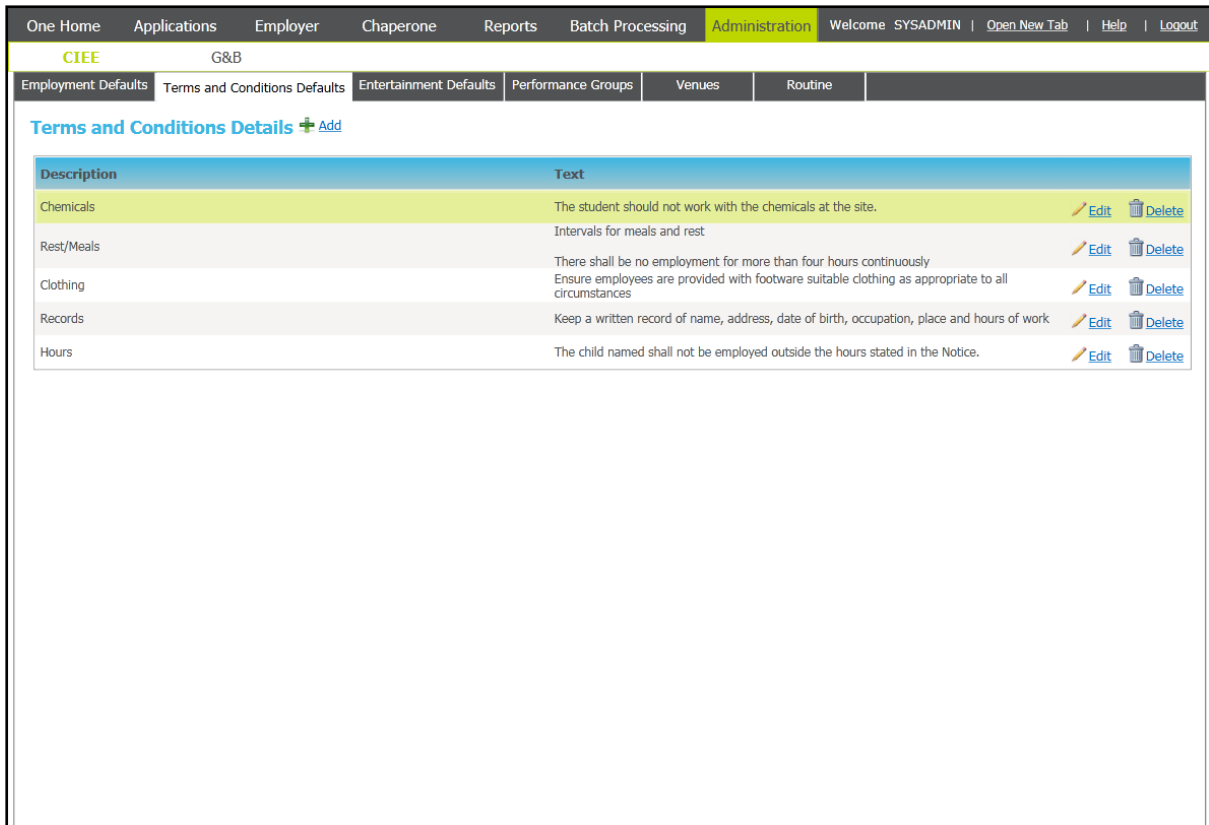 One Home Applications Employer Chaperone Reports Batch Processing Administration Welcome SYSADMIN | Open New Tab | Help | Logout
CIEE G&B
Employment Defaults Terms and Conditions Defaults Entertainment Defaults Performance Groups Venues Routine
Terms and Conditions Details Add
Description Text
Chemicals The student should not work with the chemicals at the site. Edit Delete
Intervals for meals and rest
Rest/Meals Edit Delete
There shall be no employment for more than four hours continuously
Ensure employees are provided with footware suitable clothing as appropriate to all
Clothing Edit Delete
circumstances
Records Keep a written record of name, address, date of birth, occupation, place and hours of work Edit Delete
Hours The child named shall not be employed outside the hours stated in the Notice. Edit Delete